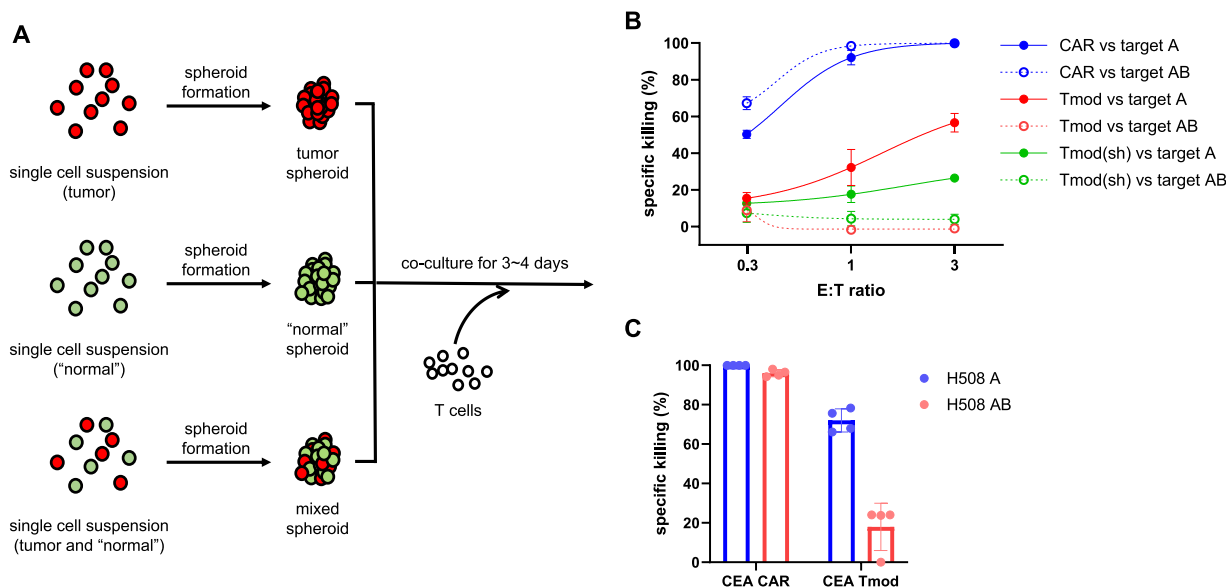 A
spheroid
formation
single cell suspension
(tumor)
tumor
spheroid
spheroid
formation
single cell suspension
(“normal”)
“normal”
spheroid
co-culture for 3~4 days
T cells
spheroid
formation
single cell suspension
(tumor and “normal”)
mixed
spheroid
B
specific killing (%)
100
80
60
40
20
0
0.3
1
3
E:T ratio
CAR vs target A
CAR vs target AB
Tmod vs target A
Tmod vs target AB
Tmod(sh) vs target A
Tmod(sh) vs target AB
C
specific killing (%)
100
80
60
40
20
0
CEA CAR
CEA Tmod
H508 A
H508 AB